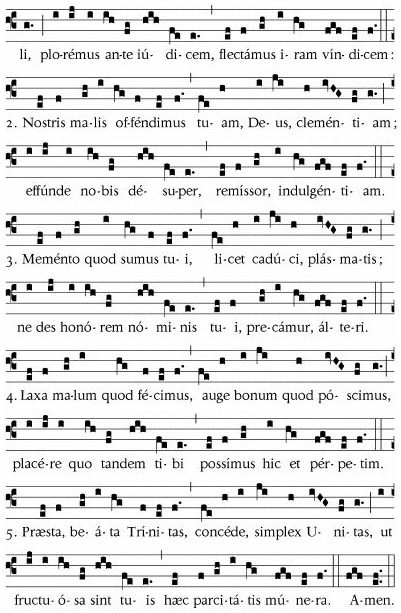 li, plo-rémus an-te iú- di-cem, flectámus i-ram vín-di-cem:
2. Nostris ma-lis of-féndimus tu-am, De-us, clemén-ti-am;
effúnde no-bis dé- su-per, remíssor, indulgén-ti-am.
3. Meménto quod sumus tu-i, li-cet cadú-ci, plás-ma-tis;
ne des honó-rem nó-mi-nis tu-i, pre-cámur, ál-te-ri.
4. Laxa ma-lum quod fé-cimus, auge bonum quod pó-scimus,
placé-re quo tandem ti-bi possímus hic et pér-pe-tim.
5. Præsta, be-á-ta Trí-ni-tas, concéde, simplex U- ni-tas, ut
fructu-ó-sa sint tu-is hæc parci-tá-tis mú-ne-ra. A-men.